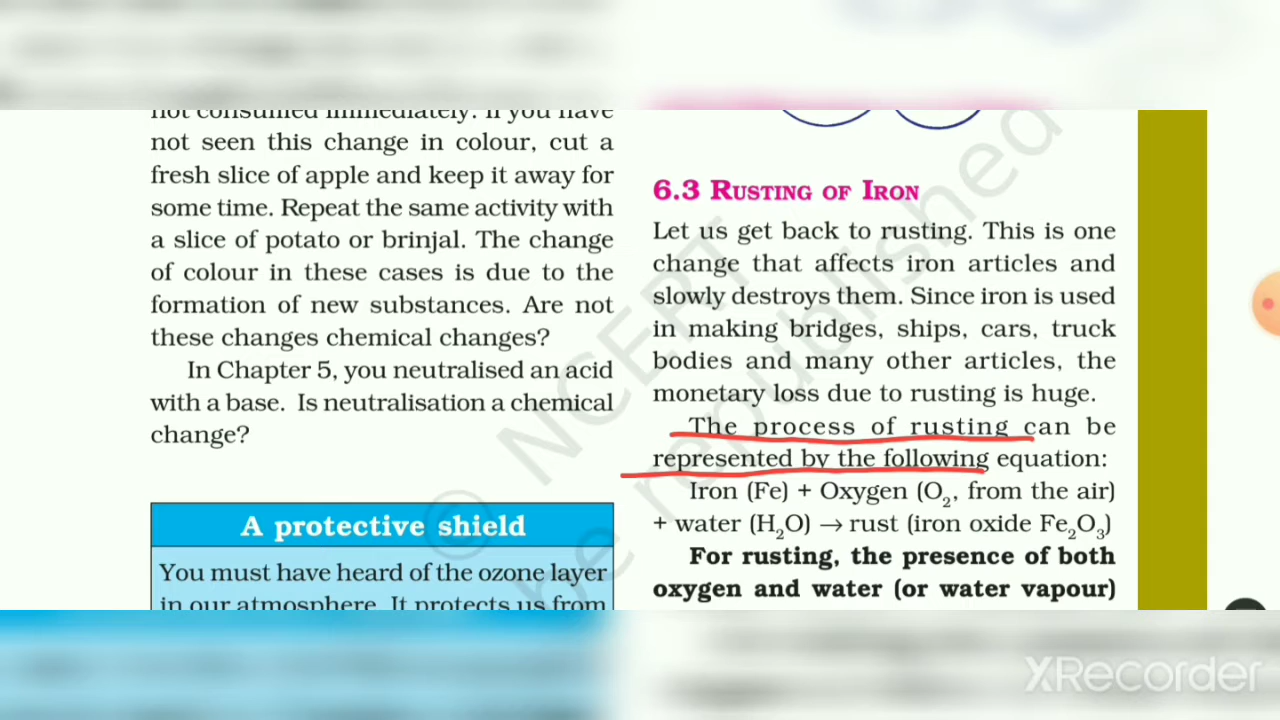 not consumed immediately. If you have
not seen this change in colour, cut a
fresh slice of apple and keep it away for
some time. Repeat the same activity with
a slice of potato or brinjal. The change
of colour in these cases is due to the
formation of new substances. Are not
these changes chemical changes?
In Chapter 5, you neutralised an acid
with a base. Is neutralisation a chemical
change?
A protective shield
You must have heard of the ozone layer
in our atmosphere. It protects us from
6.3 RUSTING OF IRON
Let us get back to rusting. This is one
change that affects iron articles and
slowly destroys them. Since iron is used
in making bridges, ships, cars, truck
bodies and many other articles, the
monetary loss due to rusting is huge.
The process of rusting can be
represented by the following equation:
Iron (Fe) + Oxygen (O₂, from the air)
+ water (H₂O) → rust (iron oxide Fe₂O₃)
For rusting, the presence of both
oxygen and water (or water vapour)
© NCERT
be republished
XRecorder